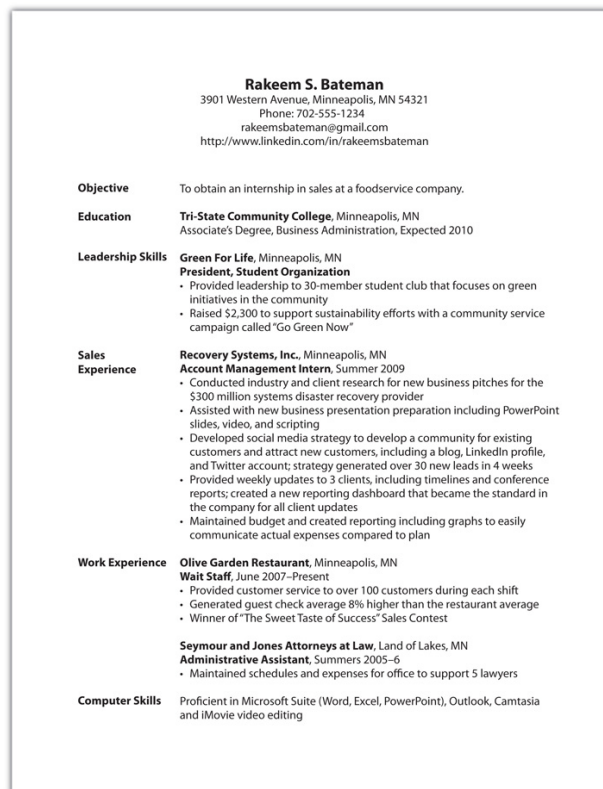 Rakeem S. Bateman
3901 Western Avenue, Minneapolis, MN 54321
Phone: 702-555-1234
rakeemsbateman@gmail.com
http://www.linkedin.com/in/rakeemsbateman
Objective To obtain an internship in sales at a foodservice company.
Education Tri-State Community College, Minneapolis, MN
Associate's Degree, Business Administration, Expected 2010
Leadership Skills Green For Life, Minneapolis, MN
President, Student Organization
• Provided leadership to 30-member student club that focuses on green
initiatives in the community
• Raised $2,300 to support sustainability efforts with a community service
campaign called "Go Green Now"
Sales Recovery Systems, Inc., Minneapolis, MN
Experience Account Management Intern, Summer 2009
• Conducted industry and client research for new business pitches for the
$300 million systems disaster recovery provider
• Assisted with new business presentation preparation including PowerPoint
slides, video, and scripting
• Developed social media strategy to develop a community for existing
customers and attract new customers, including a blog, LinkedIn profile,
and Twitter account; strategy generated over 30 new leads in 4 weeks
• Provided weekly updates to 3 clients, including timelines and conference
reports; created a new reporting dashboard that became the standard in
the company for all client updates
• Maintained budget and created reporting including graphs to easily
communicate actual expenses compared to plan
Work Experience Olive Garden Restaurant, Minneapolis, MN
Wait Staff, June 2007–Present
• Provided customer service to over 100 customers during each shift
• Generated guest check average 8% higher than the restaurant average
• Winner of "The Sweet Taste of Success" Sales Contest
Seymour and Jones Attorneys at Law, Land of Lakes, MN
Administrative Assistant, Summers 2005–6
• Maintained schedules and expenses for office to support 5 lawyers
Computer Skills Proficient in Microsoft Suite (Word, Excel, PowerPoint), Outlook, Camtasia
and iMovie video editing